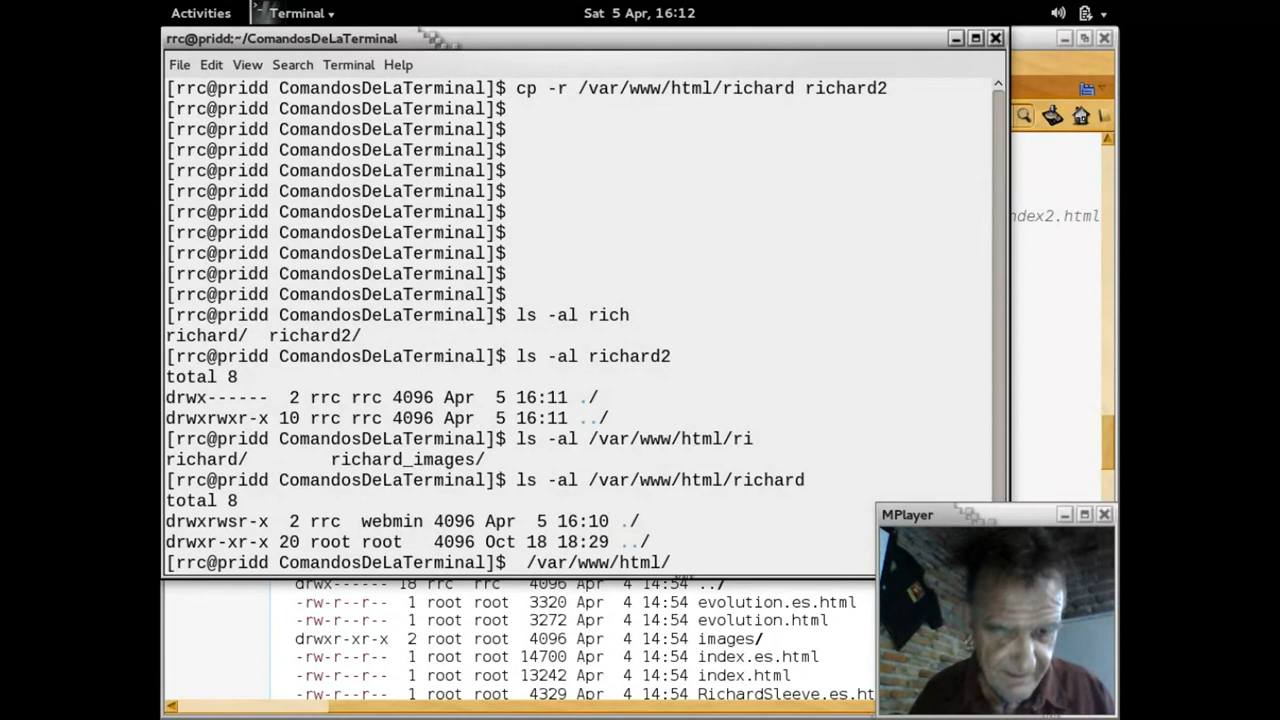 Activities Terminal Sat 5 Apr, 16:12
rrc@pridd:~/ComandosDeLaTerminal
File Edit View Search Terminal Help
[rrc@pridd ComandosDeLaTerminal]$ cp -r /var/www/html/richard richard2
[rrc@pridd ComandosDeLaTerminal]$
[rrc@pridd ComandosDeLaTerminal]$
[rrc@pridd ComandosDeLaTerminal]$
[rrc@pridd ComandosDeLaTerminal]$
[rrc@pridd ComandosDeLaTerminal]$
[rrc@pridd ComandosDeLaTerminal]$
[rrc@pridd ComandosDeLaTerminal]$
[rrc@pridd ComandosDeLaTerminal]$
[rrc@pridd ComandosDeLaTerminal]$
[rrc@pridd ComandosDeLaTerminal]$
[rrc@pridd ComandosDeLaTerminal]$ ls -al rich
richard/ richard2/
[rrc@pridd ComandosDeLaTerminal]$ ls -al richard2
total 8
drwx------ 2 rrc rrc 4096 Apr 5 16:11 ./
drwxrwxr-x 10 rrc rrc 4096 Apr 5 16:11 ../
[rrc@pridd ComandosDeLaTerminal]$ ls -al /var/www/html/ri
richard/ richard_images/
[rrc@pridd ComandosDeLaTerminal]$ ls -al /var/www/html/richard
total 8
drwxrwsr-x 2 rrc webmin 4096 Apr 5 16:10 ./
drwxr-xr-x 20 root root 4096 Oct 18 18:29 ../
[rrc@pridd ComandosDeLaTerminal]$ /var/www/html/
ndex2.html
MPlayer
drwx------ 18 rrc rrc 4096 Apr 4 14:54 ../
-rw-r--r-- 1 root root 3320 Apr 4 14:54 evolution.es.html
-rw-r--r-- 1 root root 3272 Apr 4 14:54 evolution.html
drwxr-xr-x 2 root root 4096 Apr 4 14:54 images/
-rw-r--r-- 1 root root 14700 Apr 4 14:54 index.es.html
-rw-r--r-- 1 root root 13242 Apr 4 14:54 index.html
-rw-r--r-- 1 root root 4329 Apr 4 14:54 RichardSleeve.es.ht